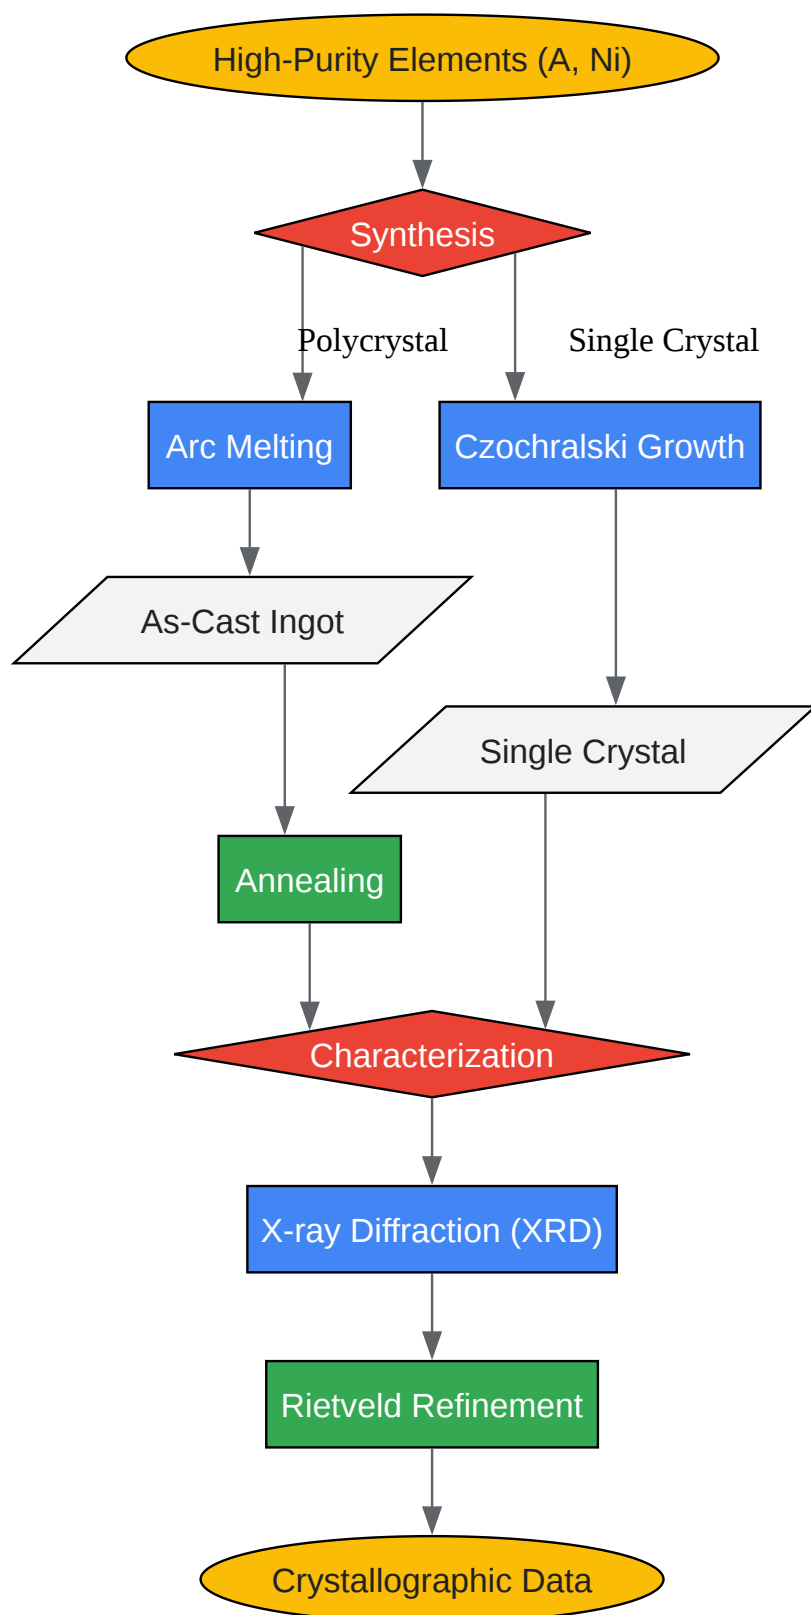 High-Purity Elements (A, Ni)
Synthesis
Polycrystal
Single Crystal
Arc Melting
Czochralski Growth
As-Cast Ingot
Single Crystal
Annealing
Characterization
X-ray Diffraction (XRD)
Rietveld Refinement
Crystallographic Data